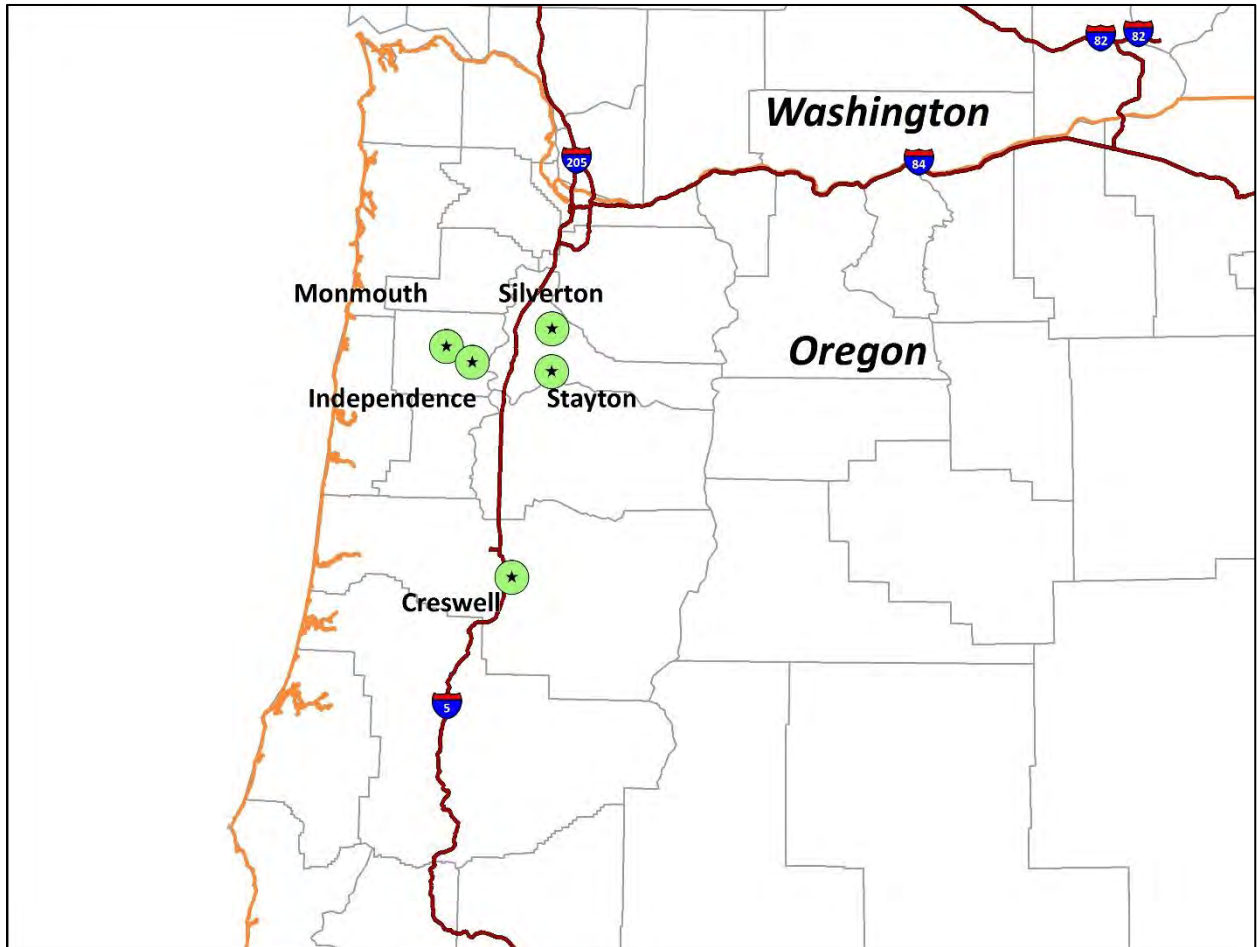 82
82
Washington
205
84
Monmouth
Silverton
Oregon
Independence
Stayton
Creswell
5